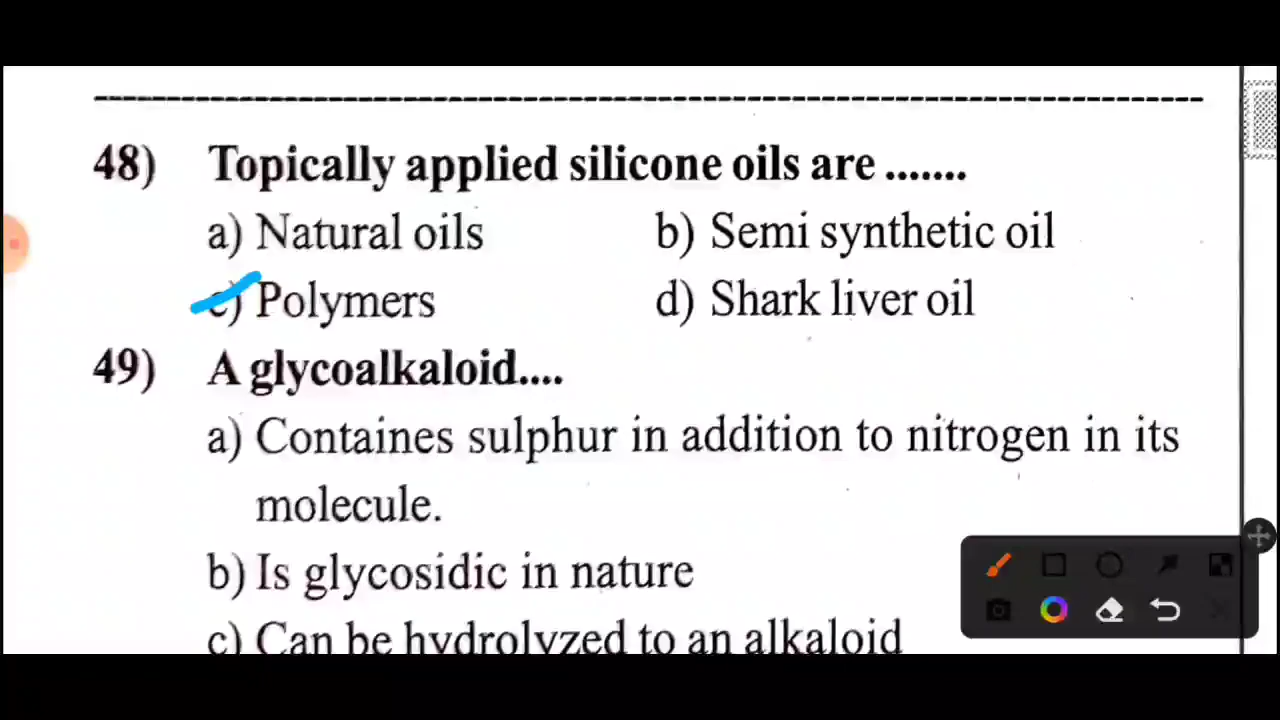 48) Topically applied silicone oils are .......
a) Natural oils b) Semi synthetic oil
c) Polymers d) Shark liver oil
49) A glycoalkaloid....
a) Containes sulphur in addition to nitrogen in its
molecule.
b) Is glycosidic in nature
c) Can be hydrolyzed to an alkaloid